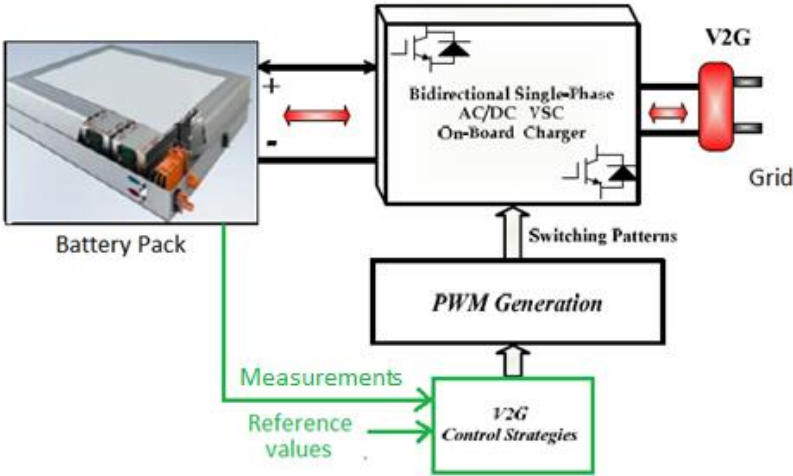 V2G
+
Bidirectional Single-Phase
AC/DC VSC
On-Board Charger
-
Grid
Battery Pack
Switching Patterns
PWM Generation
Measurements
V2G
Control Strategies
Reference
values